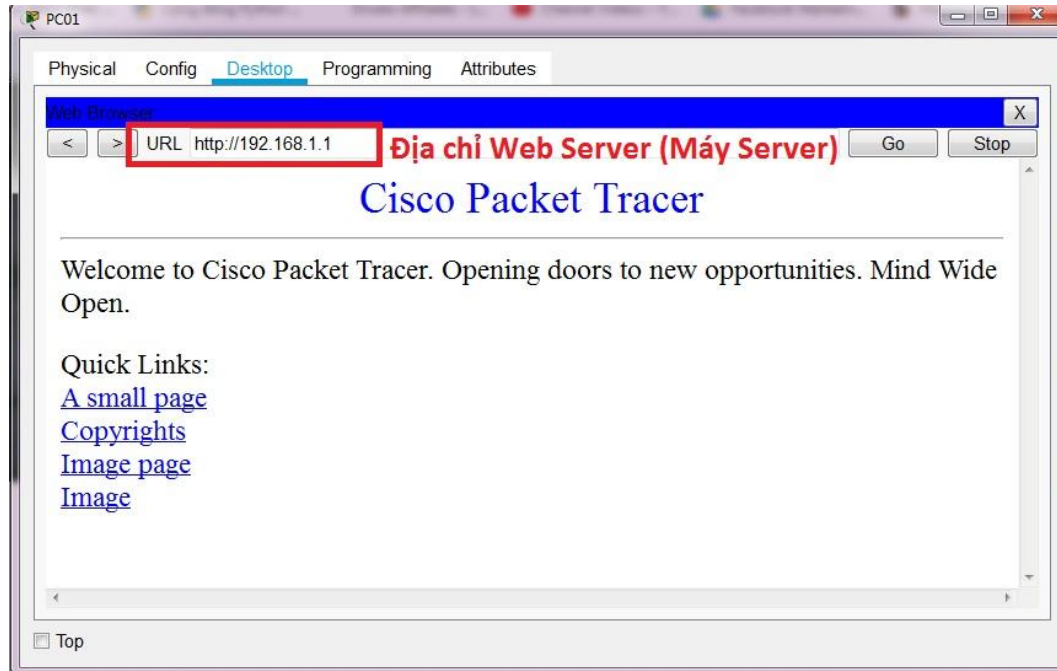 PC01
Physical Config Desktop Programming Attributes
Web Browser
X
< > URL http://192.168.1.1 Địa chỉ Web Server (Máy Server) Go Stop
Cisco Packet Tracer
Welcome to Cisco Packet Tracer. Opening doors to new opportunities. Mind Wide
Open.
Quick Links:
A small page
Copyrights
Image page
Image
Top